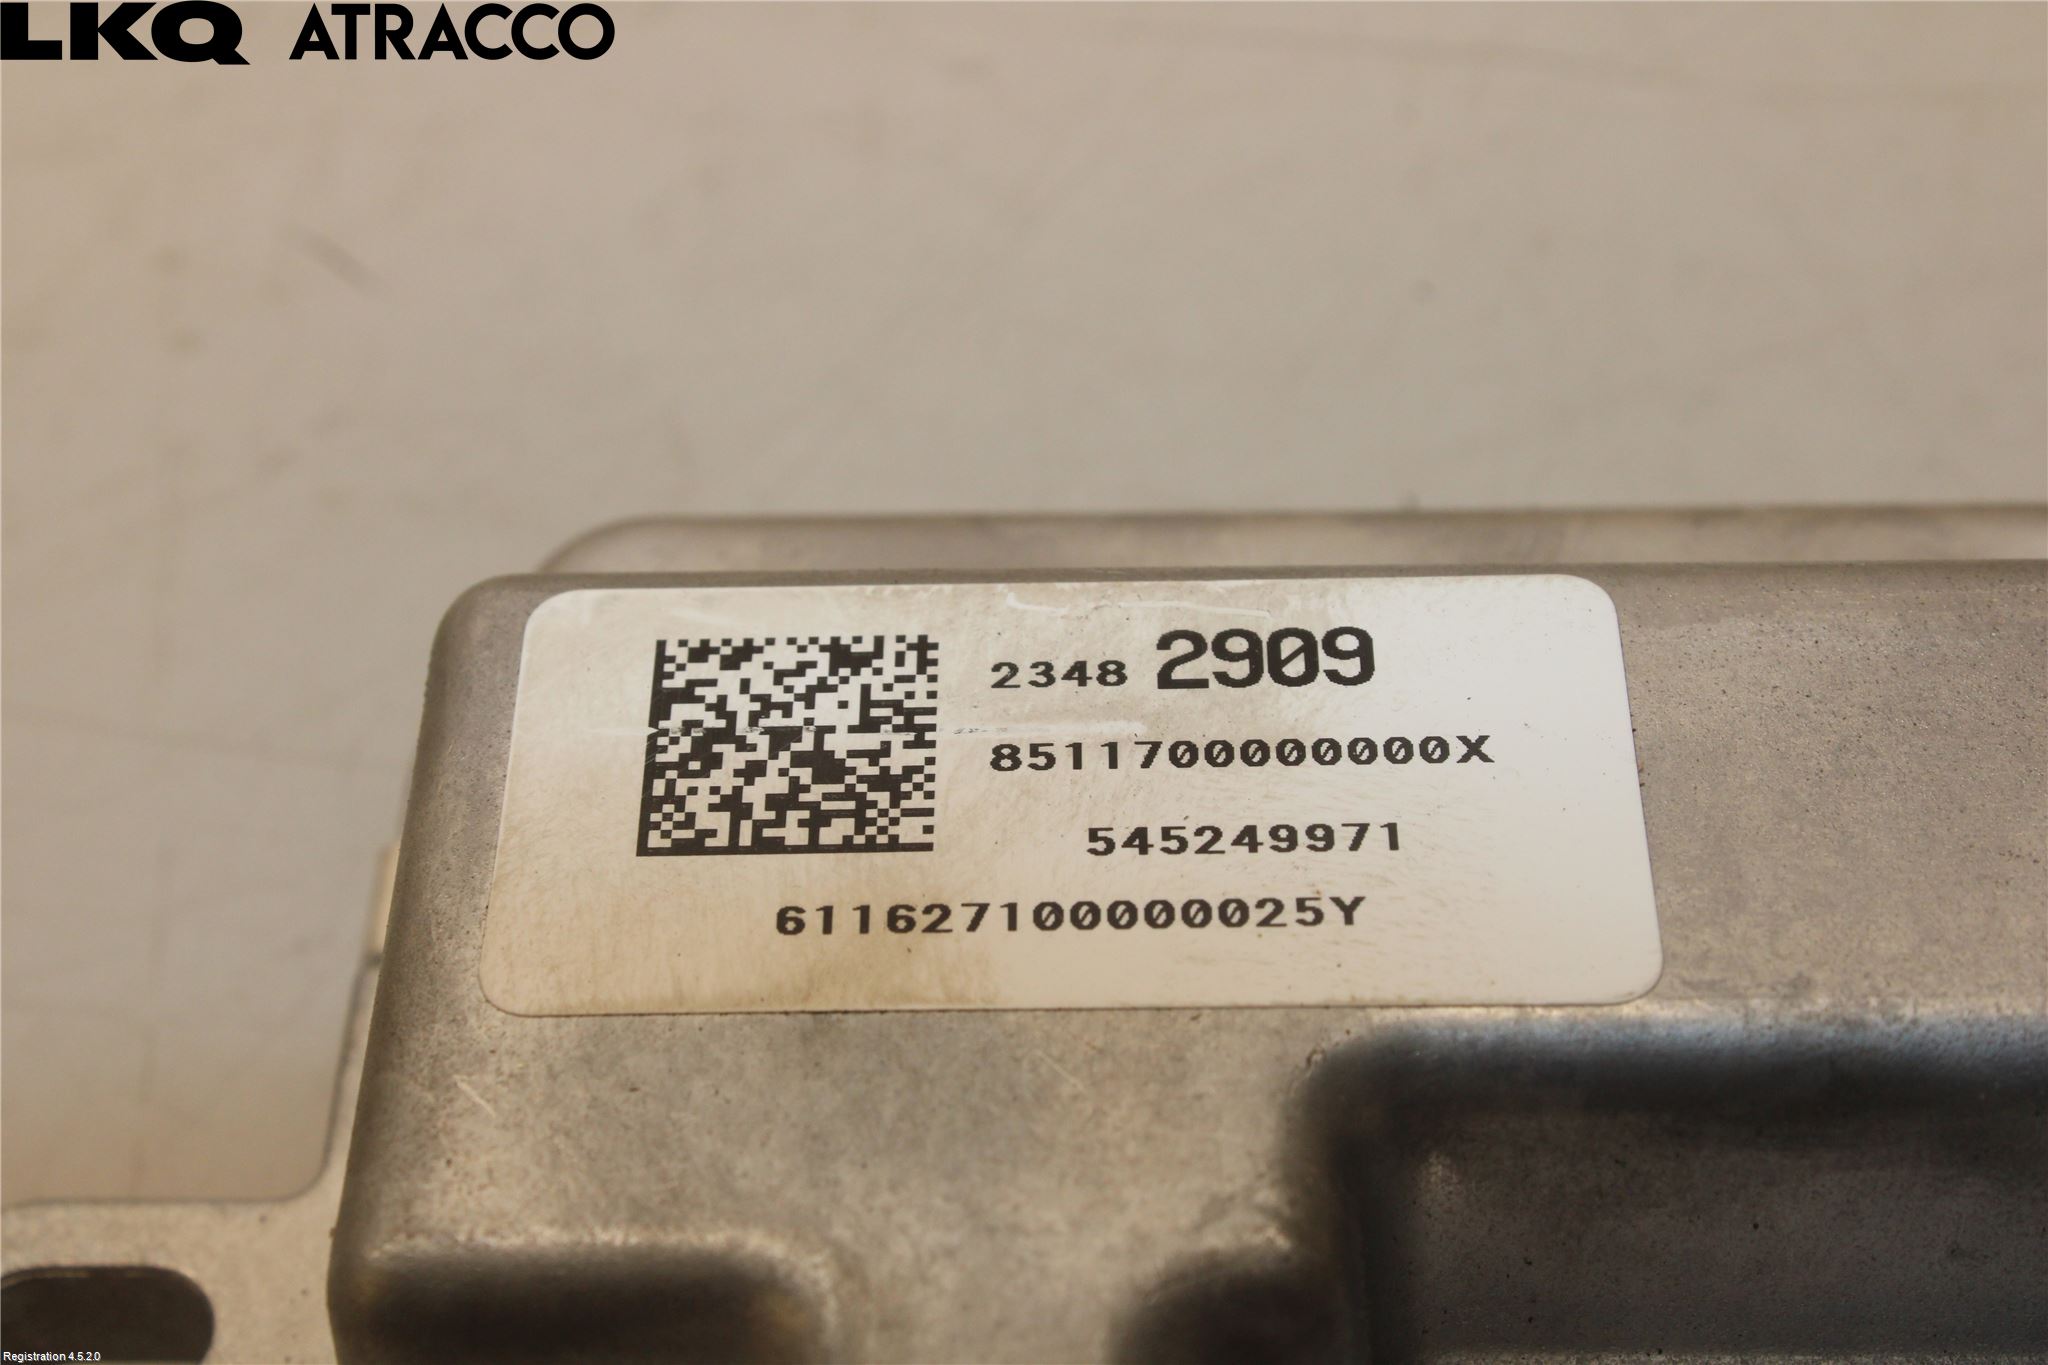 LKQ ATRACCO
2348 2909
8511700000000X
545249971
611627100000025Y
Registration 4.5.2.0